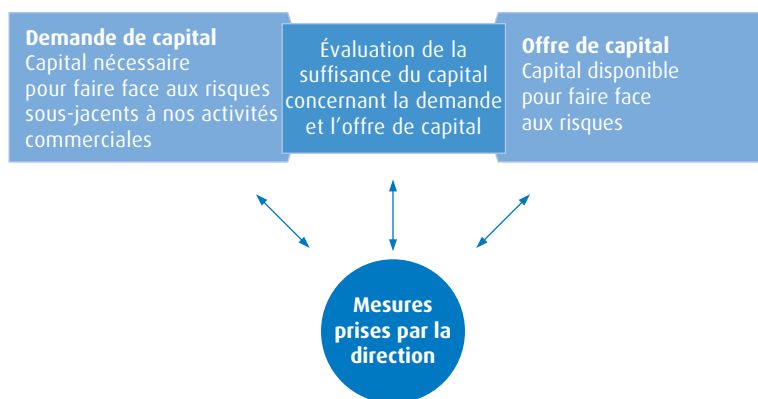 Demande de capital
Capital nécessaire
pour faire face aux risques
sous-jacents à nos activités
commerciales
Évaluation de la
suffisance du capital
concernant la demande
et l’offre de capital
Offre de capital
Capital disponible
pour faire face
aux risques
Mesures
prises par la
direction